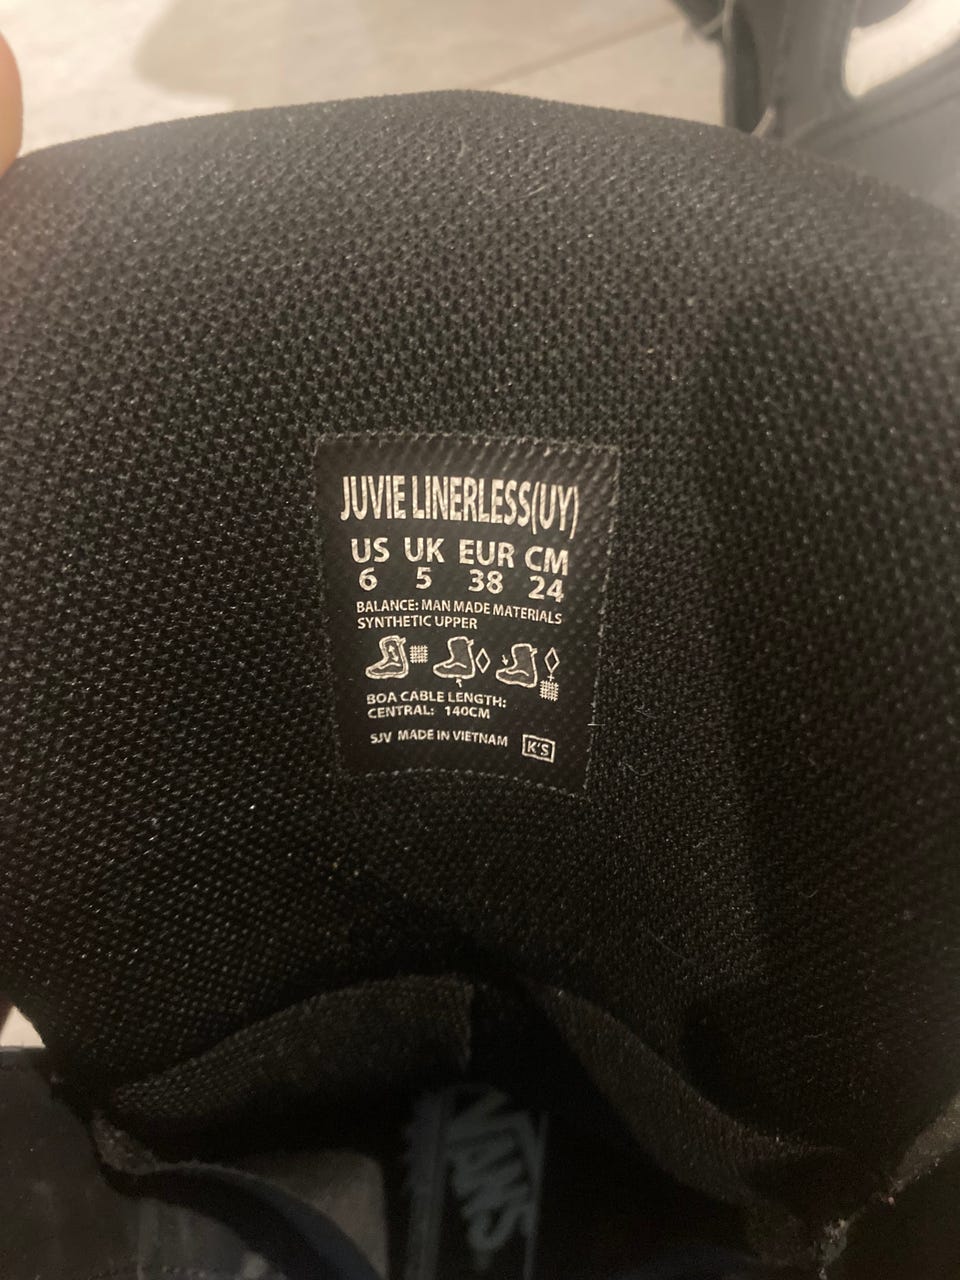 JUVIE LINERLESS(UY)
US UK EUR CM
6 5 38 24
BALANCE: MAN MADE MATERIALS
SYNTHETIC UPPER
BOA CABLE LENGTH:
CENTRAL: 140CM
SJV MADE IN VIETNAM K'S
VANS